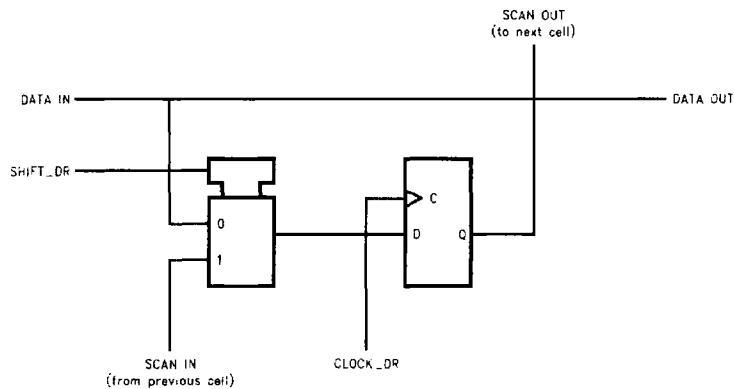 SCAN OUT
(to next cell)
DATA IN
DATA OUT
SHIFT_DR
C
0
D
Q
1
SCAN IN
(from previous cell)
CLOCK_DR